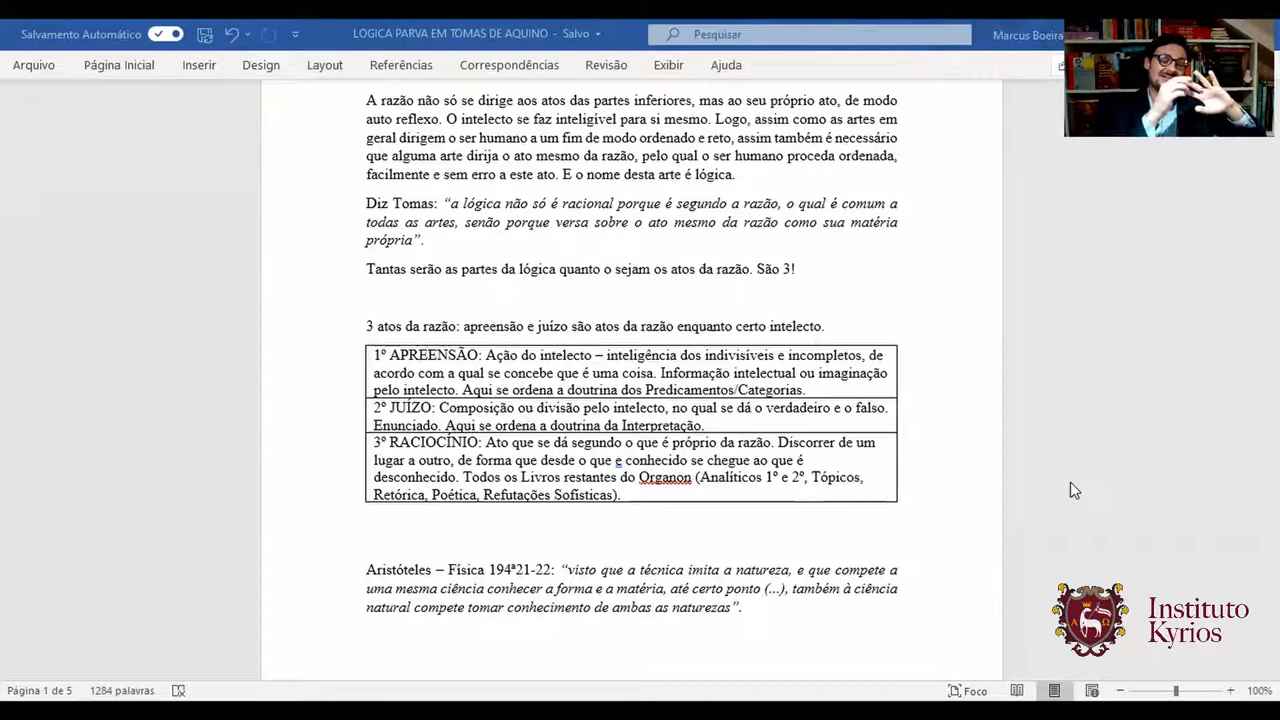 Salvamento Automático
LOGICA PARVA EM TOMAS DE AQUINO - Salvo
Pesquisar
Marcus Boeira
Arquivo Página Inicial Inserir Design Layout Referências Correspondências Revisão Exibir Ajuda
A razão não só se dirige aos atos das partes inferiores, mas ao seu próprio ato, de modo
auto reflexo. O intelecto se faz inteligível para si mesmo. Logo, assim como as artes em
geral dirigem o ser humano a um fim de modo ordenado e reto, assim também é necessário
que alguma arte dirija o ato mesmo da razão, pelo qual o ser humano proceda ordenada,
facilmente e sem erro a este ato. E o nome desta arte é lógica.
Diz Tomas: “a lógica não só é racional porque é segundo a razão, o qual é comum a
todas as artes, senão porque versa sobre o ato mesmo da razão como sua matéria
própria”.
Tantas serão as partes da lógica quanto o sejam os atos da razão. São 3!
3 atos da razão: apreensão e juízo são atos da razão enquanto certo intelecto.
1º APREENSÃO: Ação do intelecto – inteligência dos indivisíveis e incompletos, de
acordo com a qual se concebe que é uma coisa. Informação intelectual ou imaginação
pelo intelecto. Aqui se ordena a doutrina dos Predicamentos/Categorias.
2º JUÍZO: Composição ou divisão pelo intelecto, no qual se dá o verdadeiro e o falso.
Enunciado. Aqui se ordena a doutrina da Interpretação.
3º RACIOCÍNIO: Ato que se dá segundo o que é próprio da razão. Discorrer de um
lugar a outro, de forma que desde o que e conhecido se chegue ao que é
desconhecido. Todos os Livros restantes do Organon (Analíticos 1º e 2º, Tópicos,
Retórica, Poética, Refutações Sofísticas).
Aristóteles – Física 194ª21-22: “visto que a técnica imita a natureza, e que compete a
uma mesma ciência conhecer a forma e a matéria, até certo ponto (...), também à ciência
natural compete tomar conhecimento de ambas as naturezas”.
Α Ω
Instituto
Kyrios
Página 1 de 5 1284 palavras
Foco
100%